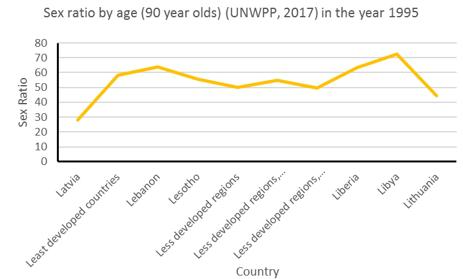 Sex ratio by age (90 year olds) (UNWPP, 2017) in the year 1995
80
70
60
50
40
30
20
10
0
Sex Ratio
Latvia
Least developed countries
Lebanon
Lesotho
Less developed regions
Less developed regions,...
Less developed regions,...
Liberia
Libya
Lithuania
Country